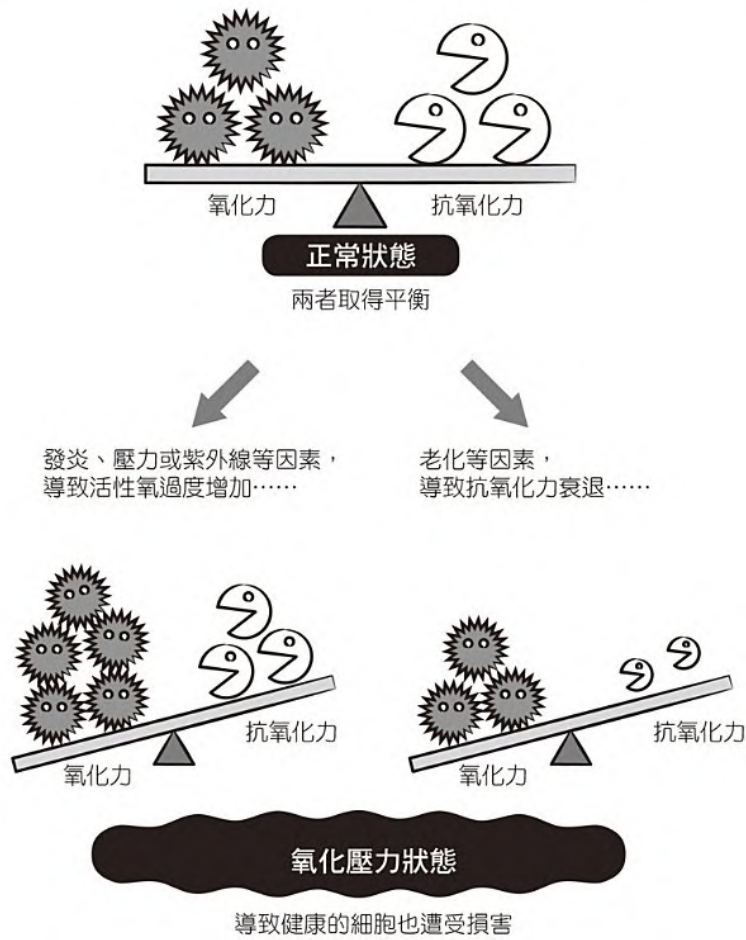 氧化力
抗氧化力
正常狀態
兩者取得平衡
發炎、壓力或紫外線等因素，
導致活性氧過度增加……
老化等因素，
導致抗氧化力衰退……
氧化力
抗氧化力
氧化力
抗氧化力
氧化壓力狀態
導致健康的細胞也遭受損害